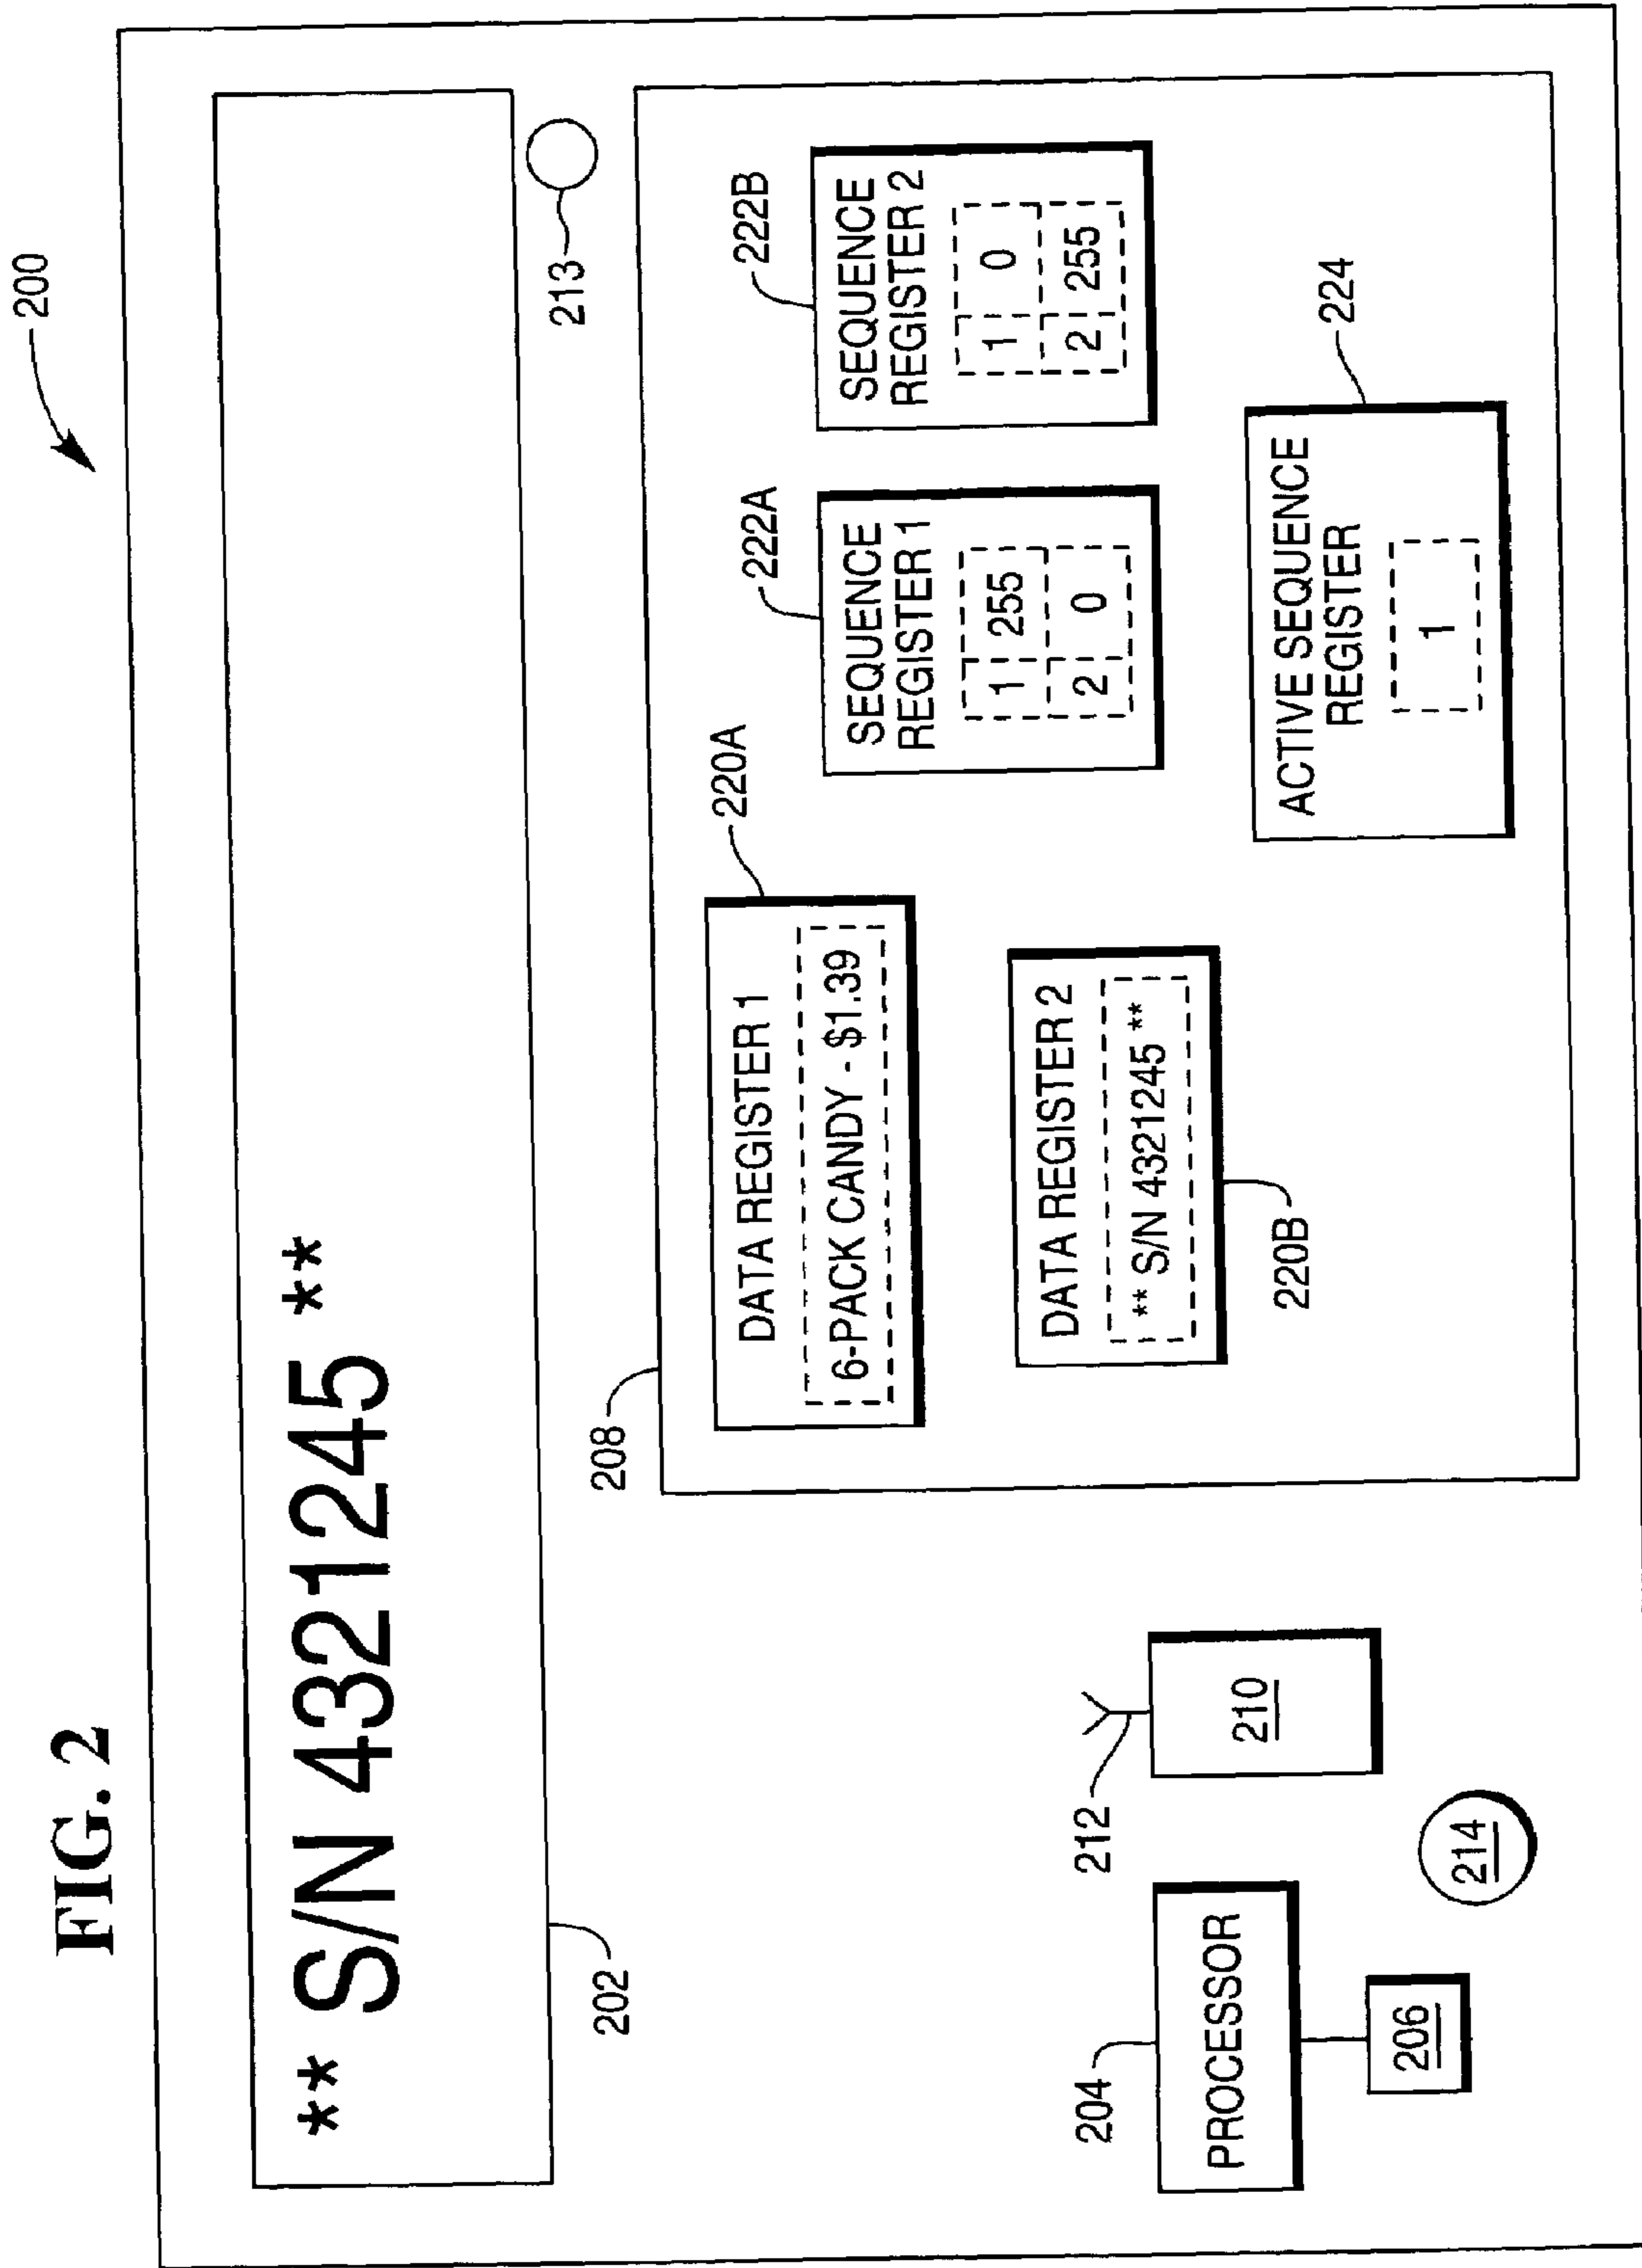 FIG. 2
200
** S/N 4321245 **
202
213
208
DATA REGISTER 1
6-PACK CANDY - $1.39
220A
DATA REGISTER 2
** S/N 4321245 **
220B
SEQUENCE
REGISTER 1
1 255
2 0
222A
SEQUENCE
REGISTER 2
1 0
2 255
222B
ACTIVE SEQUENCE
REGISTER
1
224
204
PROCESSOR
206
212
210
214